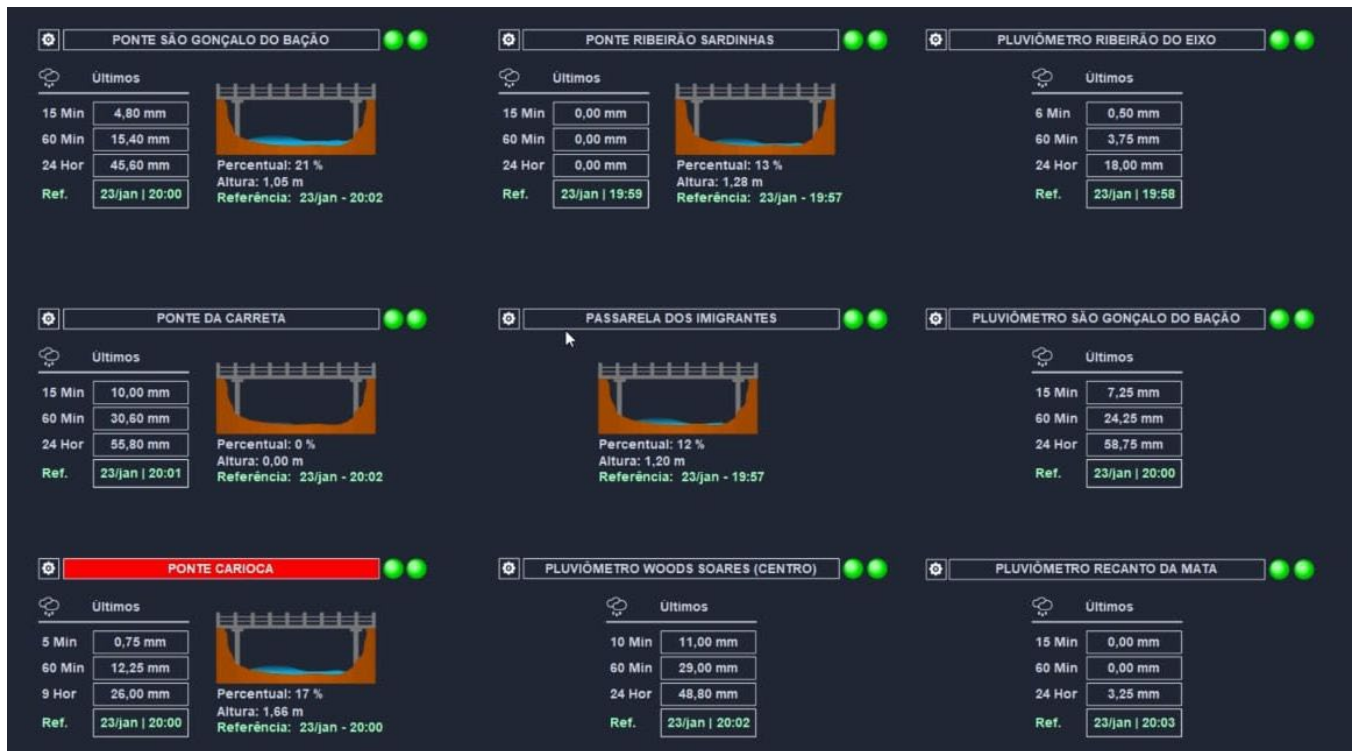 PONTE SÃO GONÇALO DO BAÇÃO
Últimos
15 Min 4,80 mm
60 Min 15,40 mm
24 Hor 45,60 mm
Ref. 23/jan | 20:00
Percentual: 21 %
Altura: 1,05 m
Referência: 23/jan - 20:02
PONTE RIBEIRÃO SARDINHAS
Últimos
15 Min 0,00 mm
60 Min 0,00 mm
24 Hor 0,00 mm
Ref. 23/jan | 19:59
Percentual: 13 %
Altura: 1,28 m
Referência: 23/jan - 19:57
PLUVIÔMETRO RIBEIRÃO DO EIXO
Últimos
6 Min 0,50 mm
60 Min 3,75 mm
24 Hor 18,00 mm
Ref. 23/jan | 19:58
PONTE DA CARRETA
Últimos
15 Min 10,00 mm
60 Min 30,60 mm
24 Hor 55,80 mm
Ref. 23/jan | 20:01
Percentual: 0 %
Altura: 0,00 m
Referência: 23/jan - 20:02
PASSARELA DOS IMIGRANTES
Percentual: 12 %
Altura: 1,20 m
Referência: 23/jan - 19:57
PLUVIÔMETRO SÃO GONÇALO DO BAÇÃO
Últimos
15 Min 7,25 mm
60 Min 24,25 mm
24 Hor 58,75 mm
Ref. 23/jan | 20:00
PONTE CARIOCA
Últimos
5 Min 0,75 mm
60 Min 12,25 mm
9 Hor 26,00 mm
Ref. 23/jan | 20:00
Percentual: 17 %
Altura: 1,66 m
Referência: 23/jan - 20:00
PLUVIÔMETRO WOODS SOARES (CENTRO)
Últimos
10 Min 11,00 mm
60 Min 29,00 mm
24 Hor 48,80 mm
Ref. 23/jan | 20:02
PLUVIÔMETRO RECANTO DA MATA
Últimos
15 Min 0,00 mm
60 Min 0,00 mm
24 Hor 3,25 mm
Ref. 23/jan | 20:03